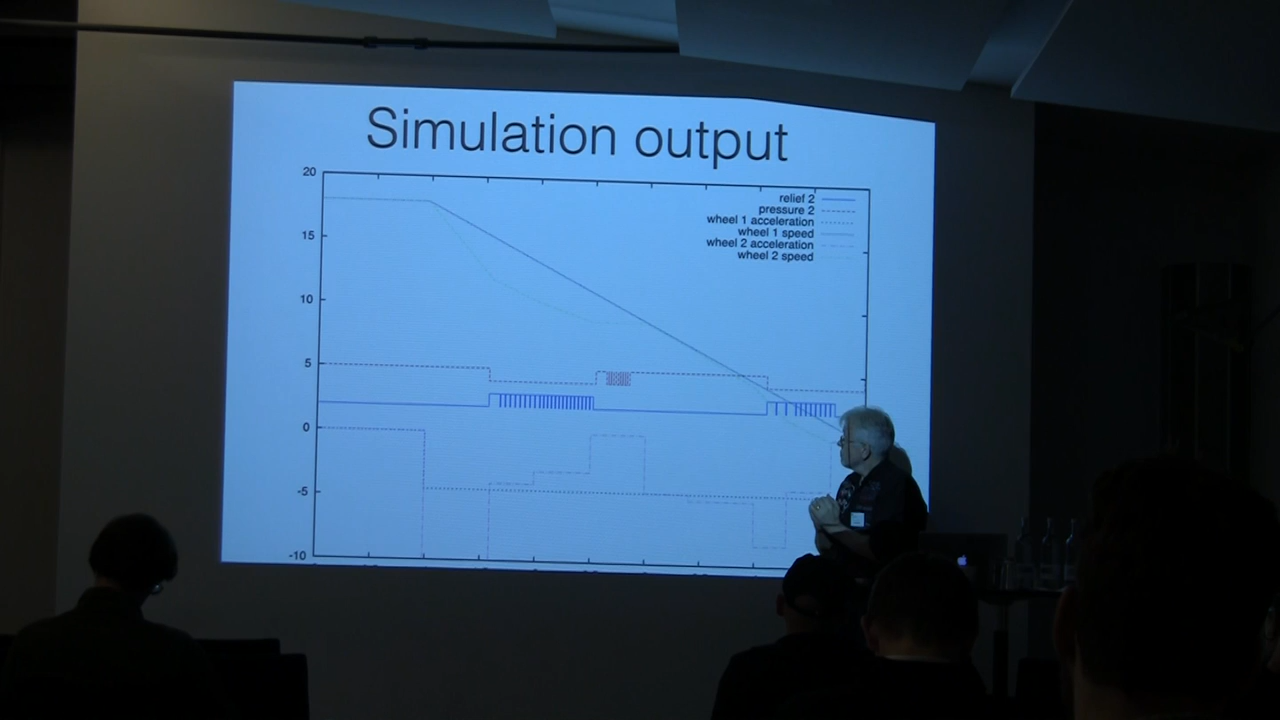 Simulation output
20
15
10
5
0
-5
-10
relief 2
pressure 2
wheel 1 acceleration
wheel 1 speed
wheel 2 acceleration
wheel 2 speed